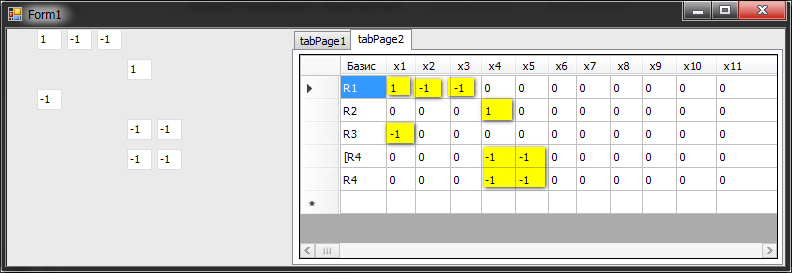 Form1
1 -1 -1
1
-1
-1 -1
-1 -1
tabPage1 tabPage2
Базис x1 x2 x3 x4 x5 x6 x7 x8 x9 x10 x11
R1 1 -1 -1 0 0 0 0 0 0 0 0
R2 0 0 0 1 0 0 0 0 0 0 0
R3 -1 0 0 0 0 0 0 0 0 0 0
[R4 0 0 0 -1 -1 0 0 0 0 0 0
R4 0 0 0 -1 -1 0 0 0 0 0 0
*